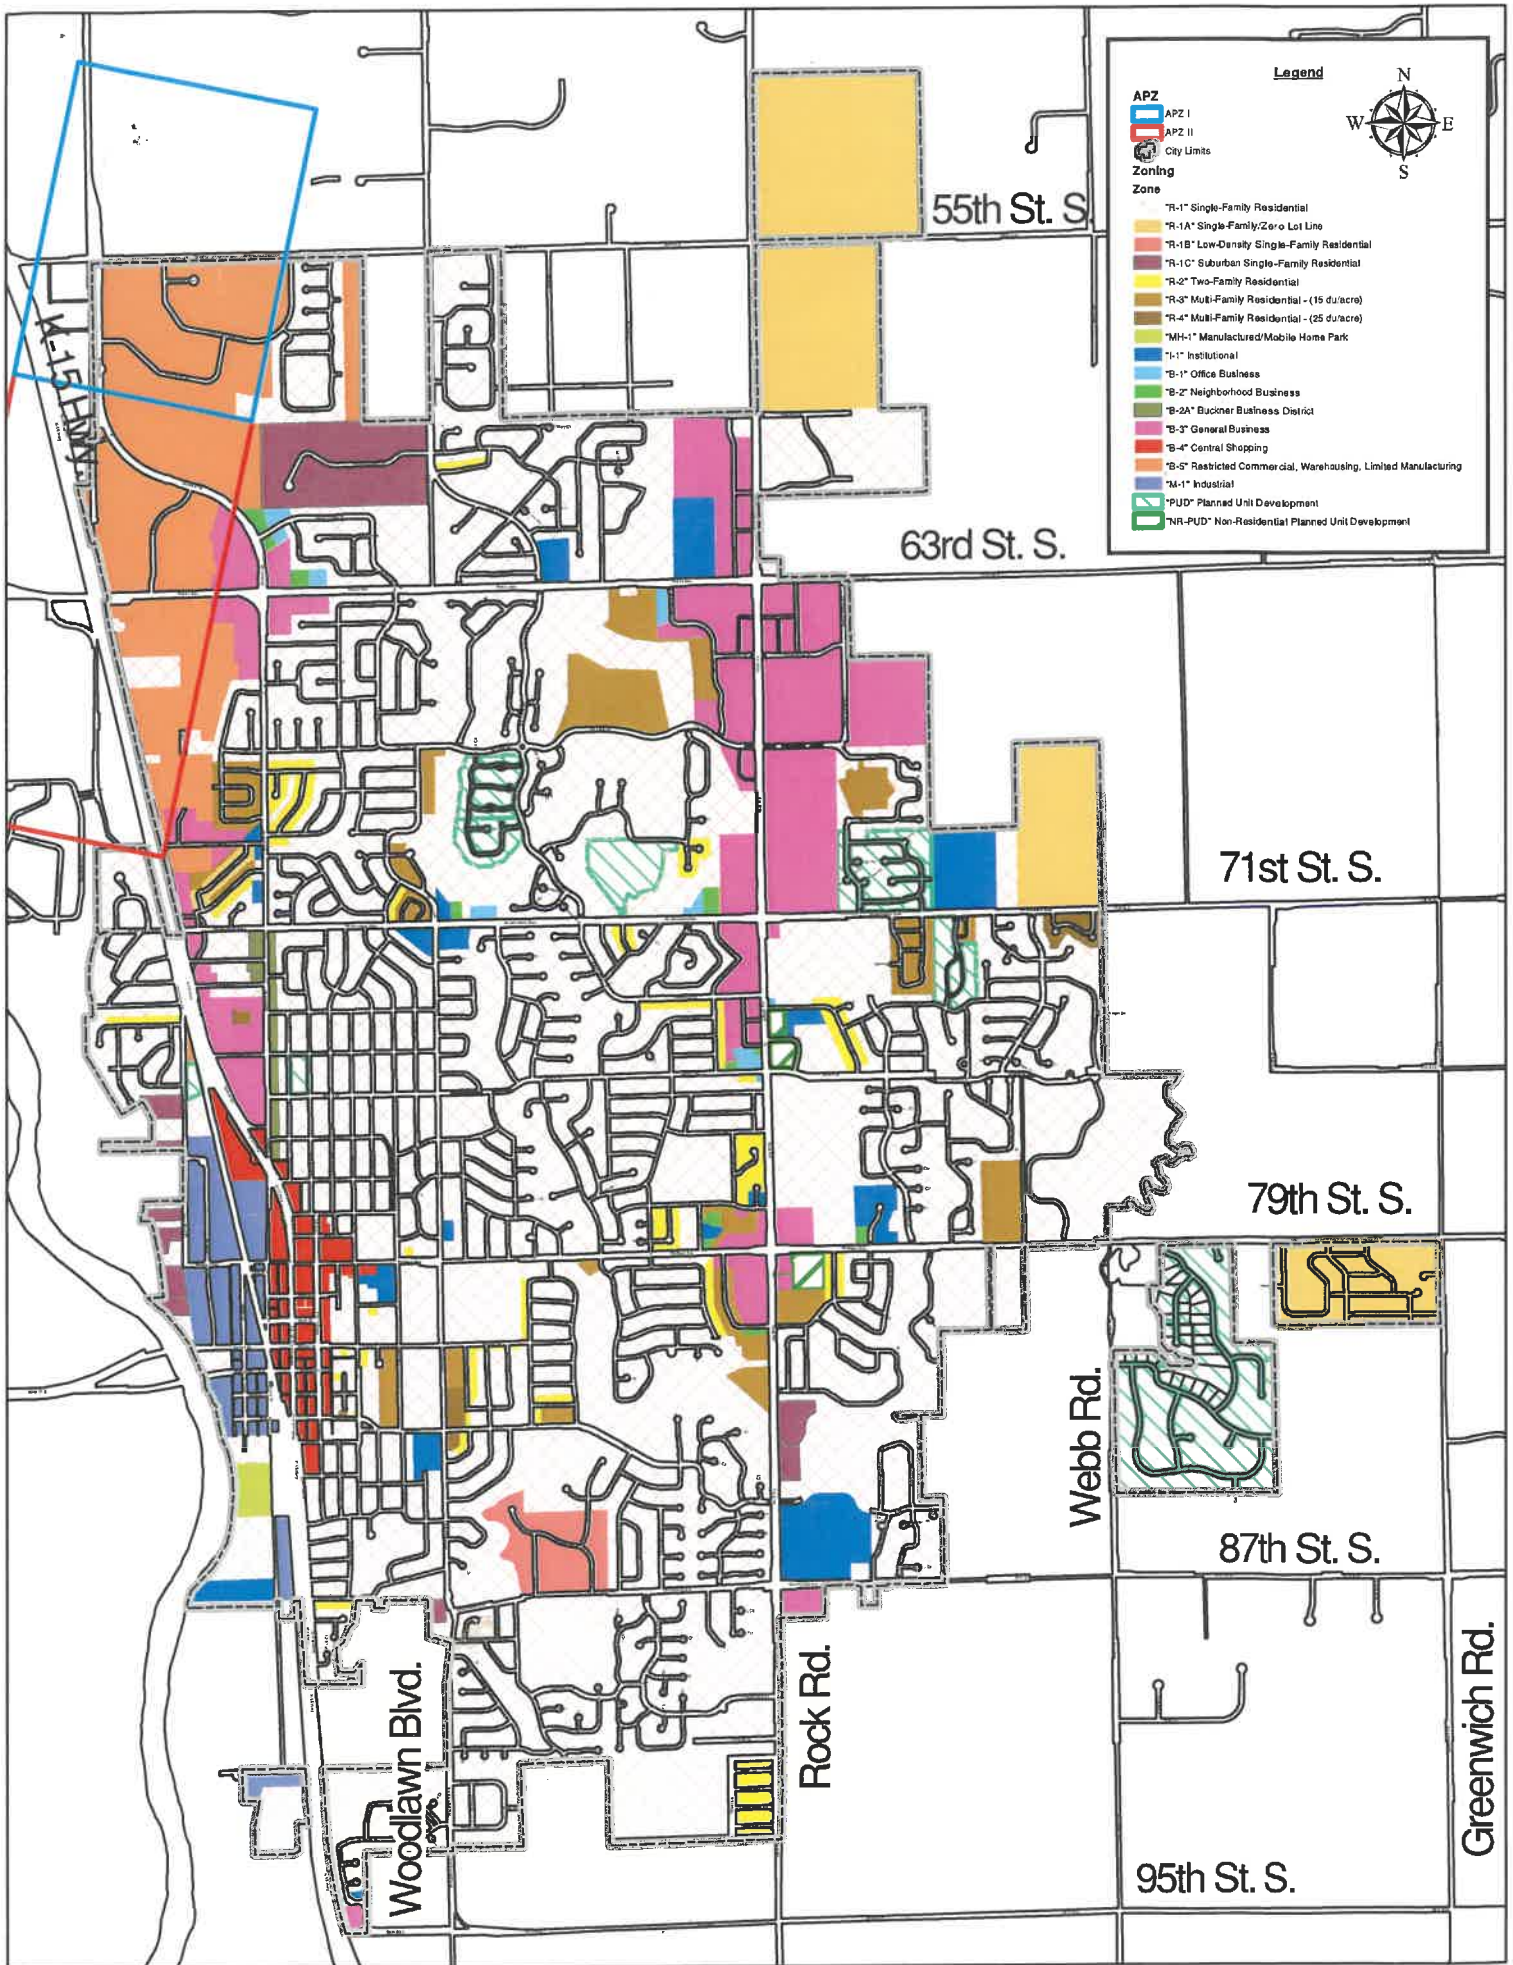 Legend
N
W E
S
APZ
APZ I
APZ II
City Limits
Zoning
Zone
"R-1" Single-Family Residential
"R-1A" Single-Family/Zero Lot Line
"R-1B" Low-Density Single-Family Residential
"R-1C" Suburban Single-Family Residential
"R-2" Two-Family Residential
"R-3" Multi-Family Residential - (15 du/acre)
"R-4" Multi-Family Residential - (25 du/acre)
"MH-1" Manufactured/Mobile Home Park
"I-1" Institutional
"B-1" Office Business
"B-2" Neighborhood Business
"B-2A" Buckner Business District
"B-3" General Business
"B-4" Central Shopping
"B-5" Restricted Commercial, Warehousing, Limited Manufacturing
"M-1" Industrial
"PUD" Planned Unit Development
"NR-PUD" Non-Residential Planned Unit Development
55th St. S.
K-15 HWY.
63rd St. S.
71st St. S.
79th St. S.
Webb Rd.
87th St. S.
Woodlawn Blvd.
Rock Rd.
Greenwich Rd.
95th St. S.